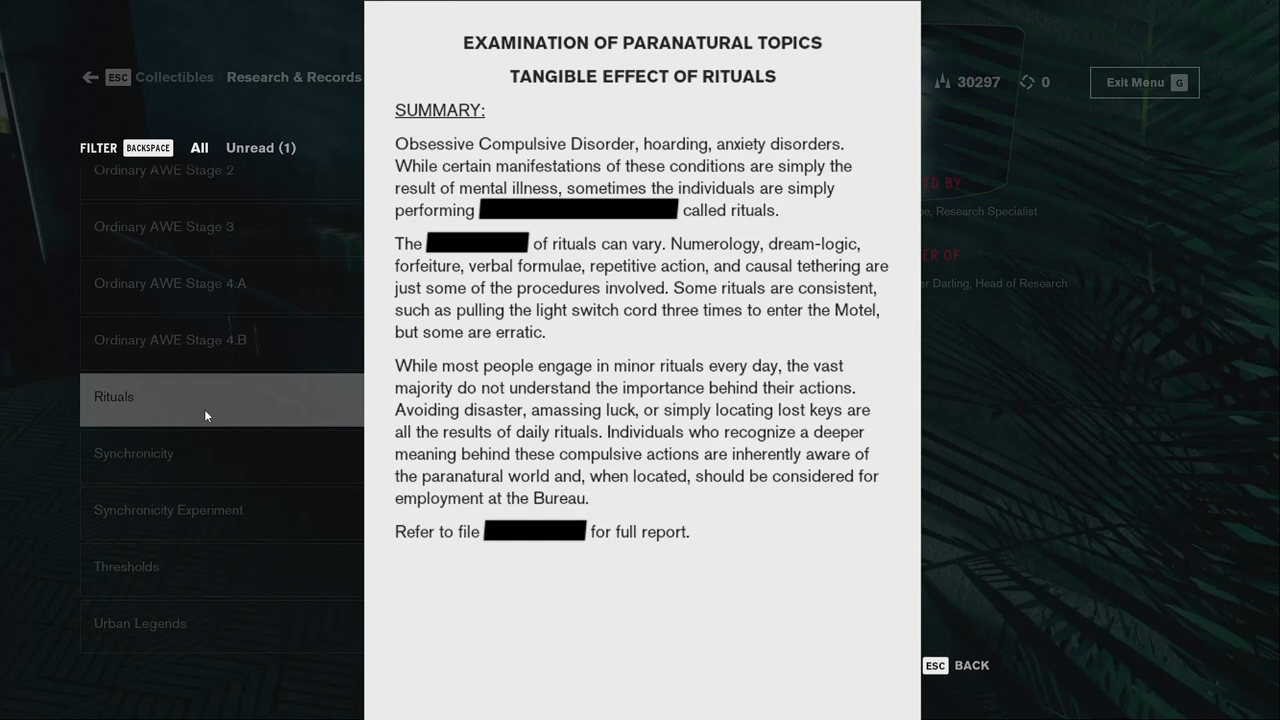 EXAMINATION OF PARANATURAL TOPICS
TANGIBLE EFFECT OF RITUALS
SUMMARY:
Obsessive Compulsive Disorder, hoarding, anxiety disorders.
While certain manifestations of these conditions are simply the
result of mental illness, sometimes the individuals are simply
performing called rituals.
The of rituals can vary. Numerology, dream-logic,
forfeiture, verbal formulae, repetitive action, and causal tethering are
just some of the procedures involved. Some rituals are consistent,
such as pulling the light switch cord three times to enter the Motel,
but some are erratic.
While most people engage in minor rituals every day, the vast
majority do not understand the importance behind their actions.
Avoiding disaster, amassing luck, or simply locating lost keys are
all the results of daily rituals. Individuals who recognize a deeper
meaning behind these compulsive actions are inherently aware of
the paranatural world and, when located, should be considered for
employment at the Bureau.
Refer to file for full report.
ESC Collectibles Research & Records
FILTER BACKSPACE All Unread (1)
Ordinary AWE Stage 2
Ordinary AWE Stage 3
Ordinary AWE Stage 4.A
Ordinary AWE Stage 4.B
Rituals
Synchronicity
Synchronicity Experiment
Thresholds
Urban Legends
30297 0 Exit Menu G
ED BY
Research Specialist
ER OF
Darling, Head of Research
ESC BACK